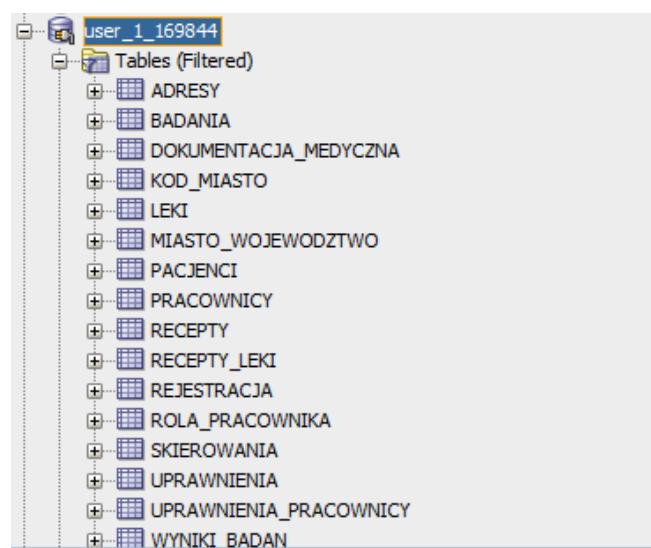 user_1_169844
Tables (Filtered)
ADRESY
BADANIA
DOKUMENTACJA_MEDYCZNA
KOD_MIASTO
LEKI
MIASTO_WOJEWODZTWO
PACJENCI
PRACOWNICY
RECEPTY
RECEPTY_LEKI
REJESTRACJA
ROLA_PRACOWNIKA
SKIEROWANIA
UPRAWNIENIA
UPRAWNIENIA_PRACOWNICY
WYNIKI_BADAN